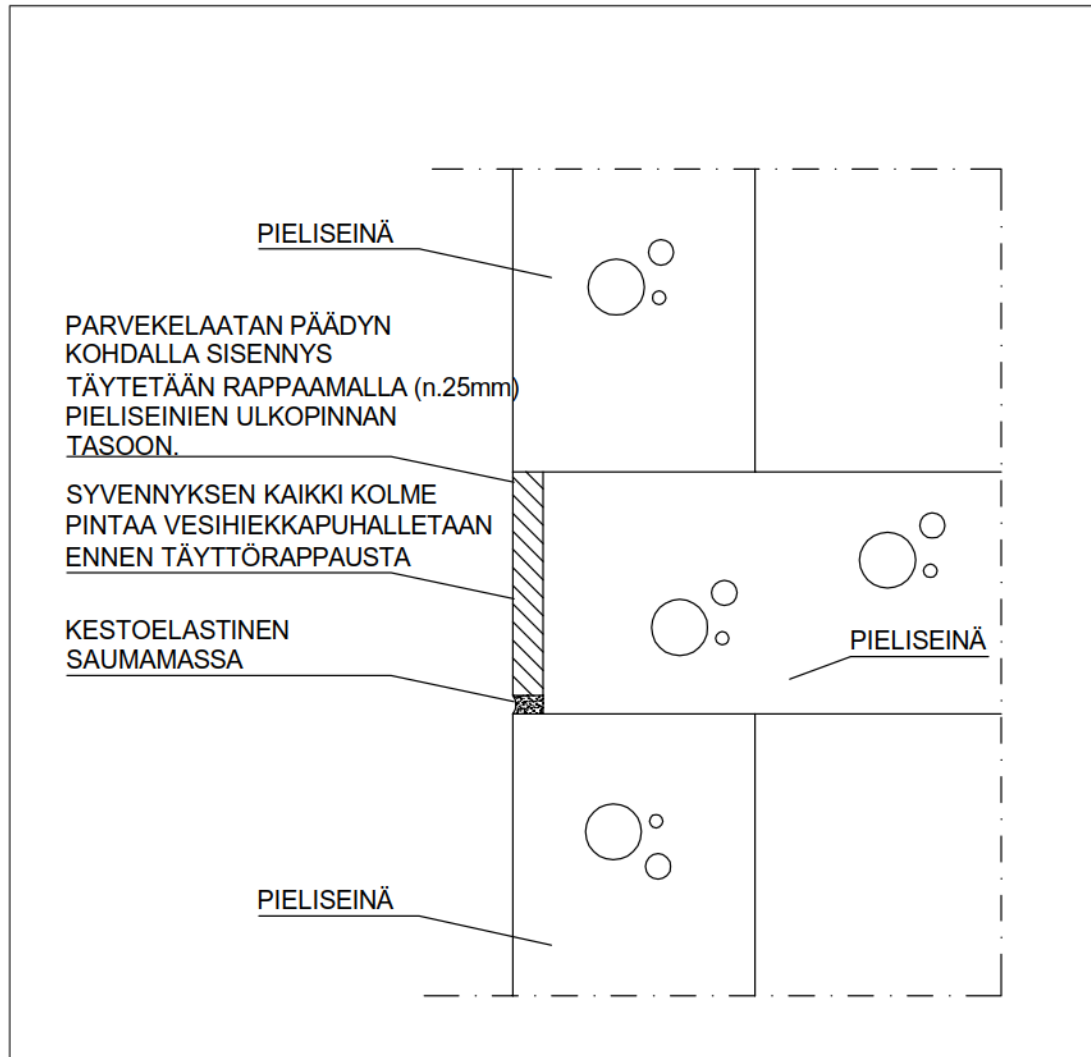 PIELISEINÄ
PARVEKELAATAN PÄÄDYN
KOHDALLA SISENNYS
TÄYTETÄÄN RAPPAAMALLA (n.25mm)
PIELISEINIEN ULKOPINNAN
TASOON.
SYVENNYKSEN KAIKKI KOLME
PINTAA VESIHIEKKAPUHALLETAAN
ENNEN TÄYTTÖRAPPAUSTA
KESTOELASTINEN
SAUMAMASSA
PIELISEINÄ
PIELISEINÄ